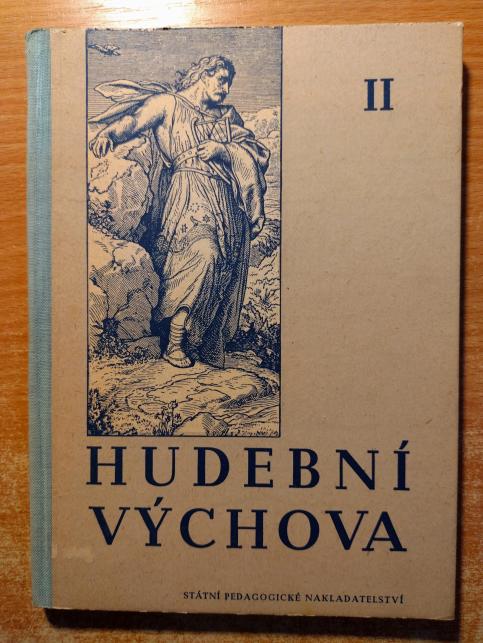 II
HUDEBNÍ
VÝCHOVA
STÁTNÍ PEDAGOGICKÉ NAKLADATELSTVÍ